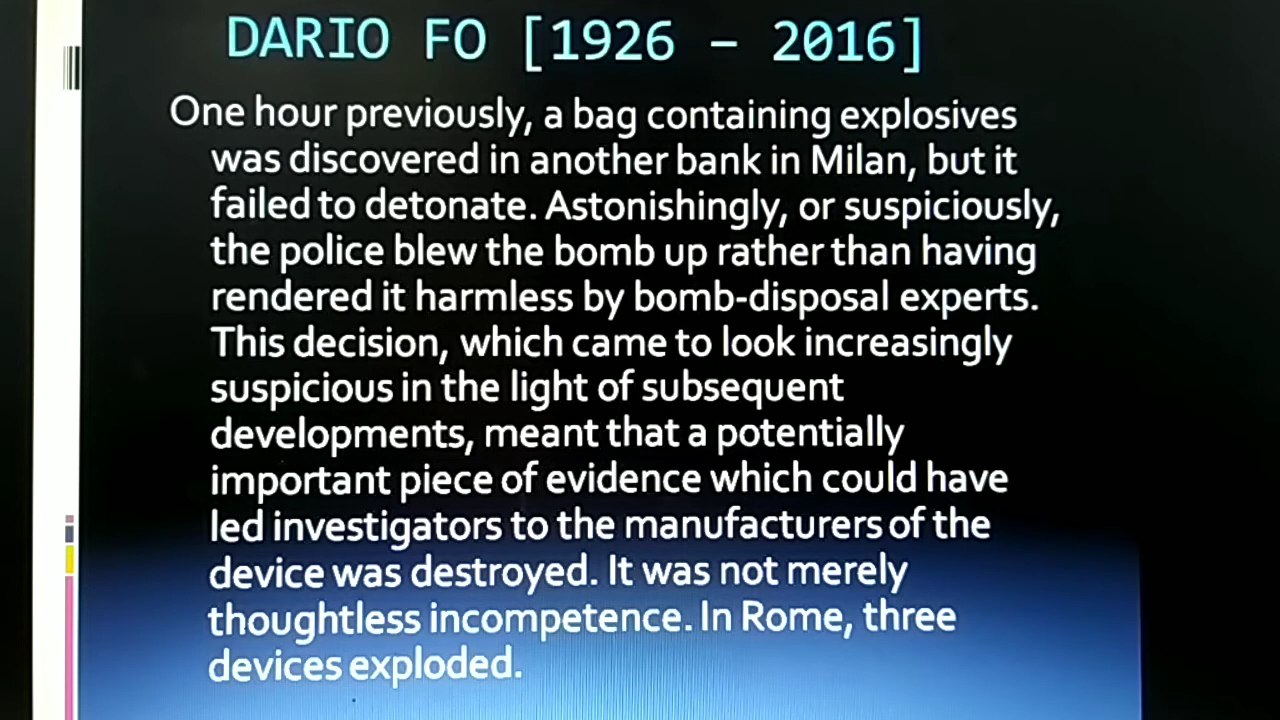 DARIO FO [1926 – 2016]
One hour previously, a bag containing explosives
was discovered in another bank in Milan, but it
failed to detonate. Astonishingly, or suspiciously,
the police blew the bomb up rather than having
rendered it harmless by bomb-disposal experts.
This decision, which came to look increasingly
suspicious in the light of subsequent
developments, meant that a potentially
important piece of evidence which could have
led investigators to the manufacturers of the
device was destroyed. It was not merely
thoughtless incompetence. In Rome, three
devices exploded.